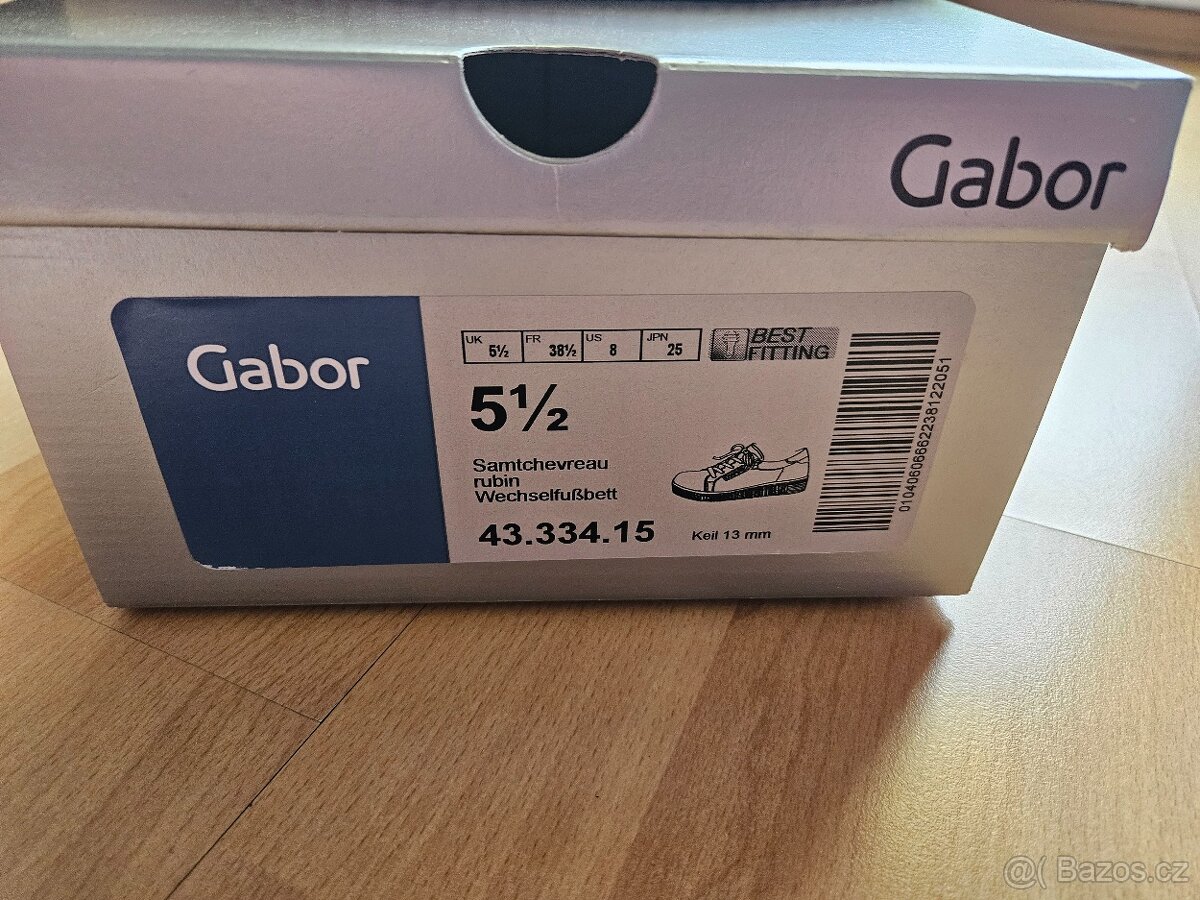 Gabor
Gabor
UK 5½ FR 38½ US 8 JPN 25
BEST FITTING
5½
Samtchevreau
rubin
Wechselfußbett
43.334.15
Keil 13 mm
0104060666622238122051
@( Bazos.cz